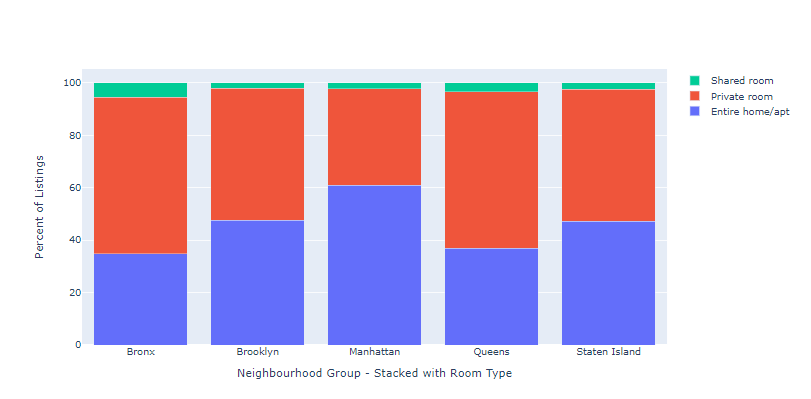 100
80
60
40
20
0
Percent of Listings
Bronx
Brooklyn
Manhattan
Queens
Staten Island
Neighbourhood Group - Stacked with Room Type
Shared room
Private room
Entire home/apt